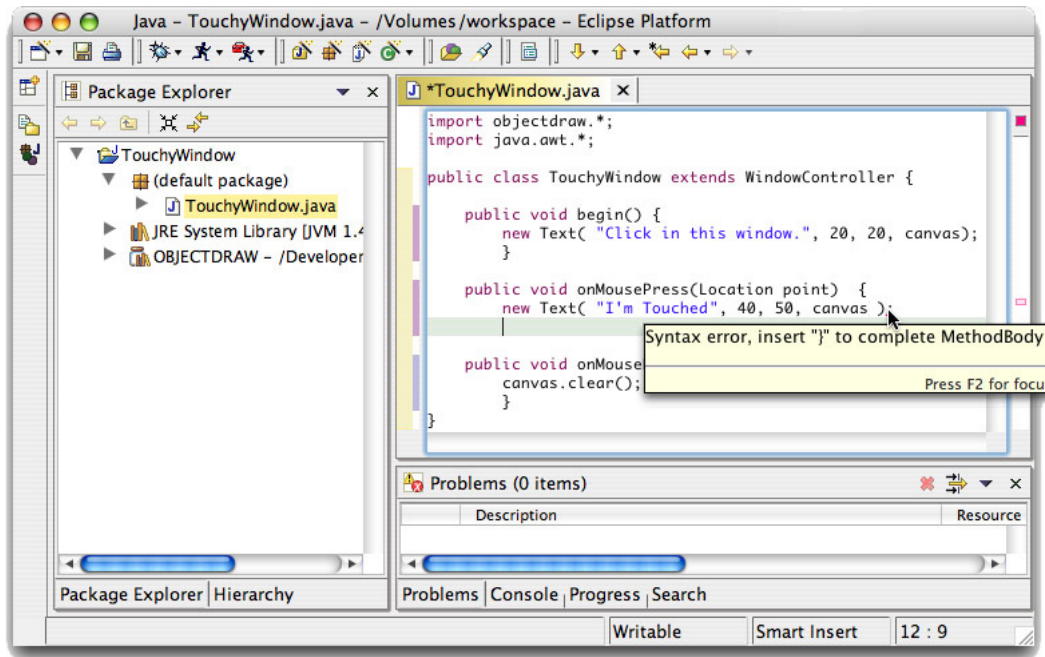 Java - TouchyWindow.java - /Volumes/workspace - Eclipse Platform
Package Explorer
TouchyWindow
(default package)
TouchyWindow.java
JRE System Library [JVM 1.4
OBJECTDRAW - /Developer
Package Explorer Hierarchy
*TouchyWindow.java
import objectdraw.*;
import java.awt.*;
public class TouchyWindow extends WindowController {
public void begin() {
new Text( "Click in this window.", 20, 20, canvas);
}
public void onMousePress(Location point) {
new Text( "I'm Touched", 40, 50, canvas );
Syntax error, insert "}" to complete MethodBody
Press F2 for focu
public void onMouse
canvas.clear();
}
}
Problems (0 items)
Description Resource
Problems Console Progress Search
Writable Smart Insert 12 : 9